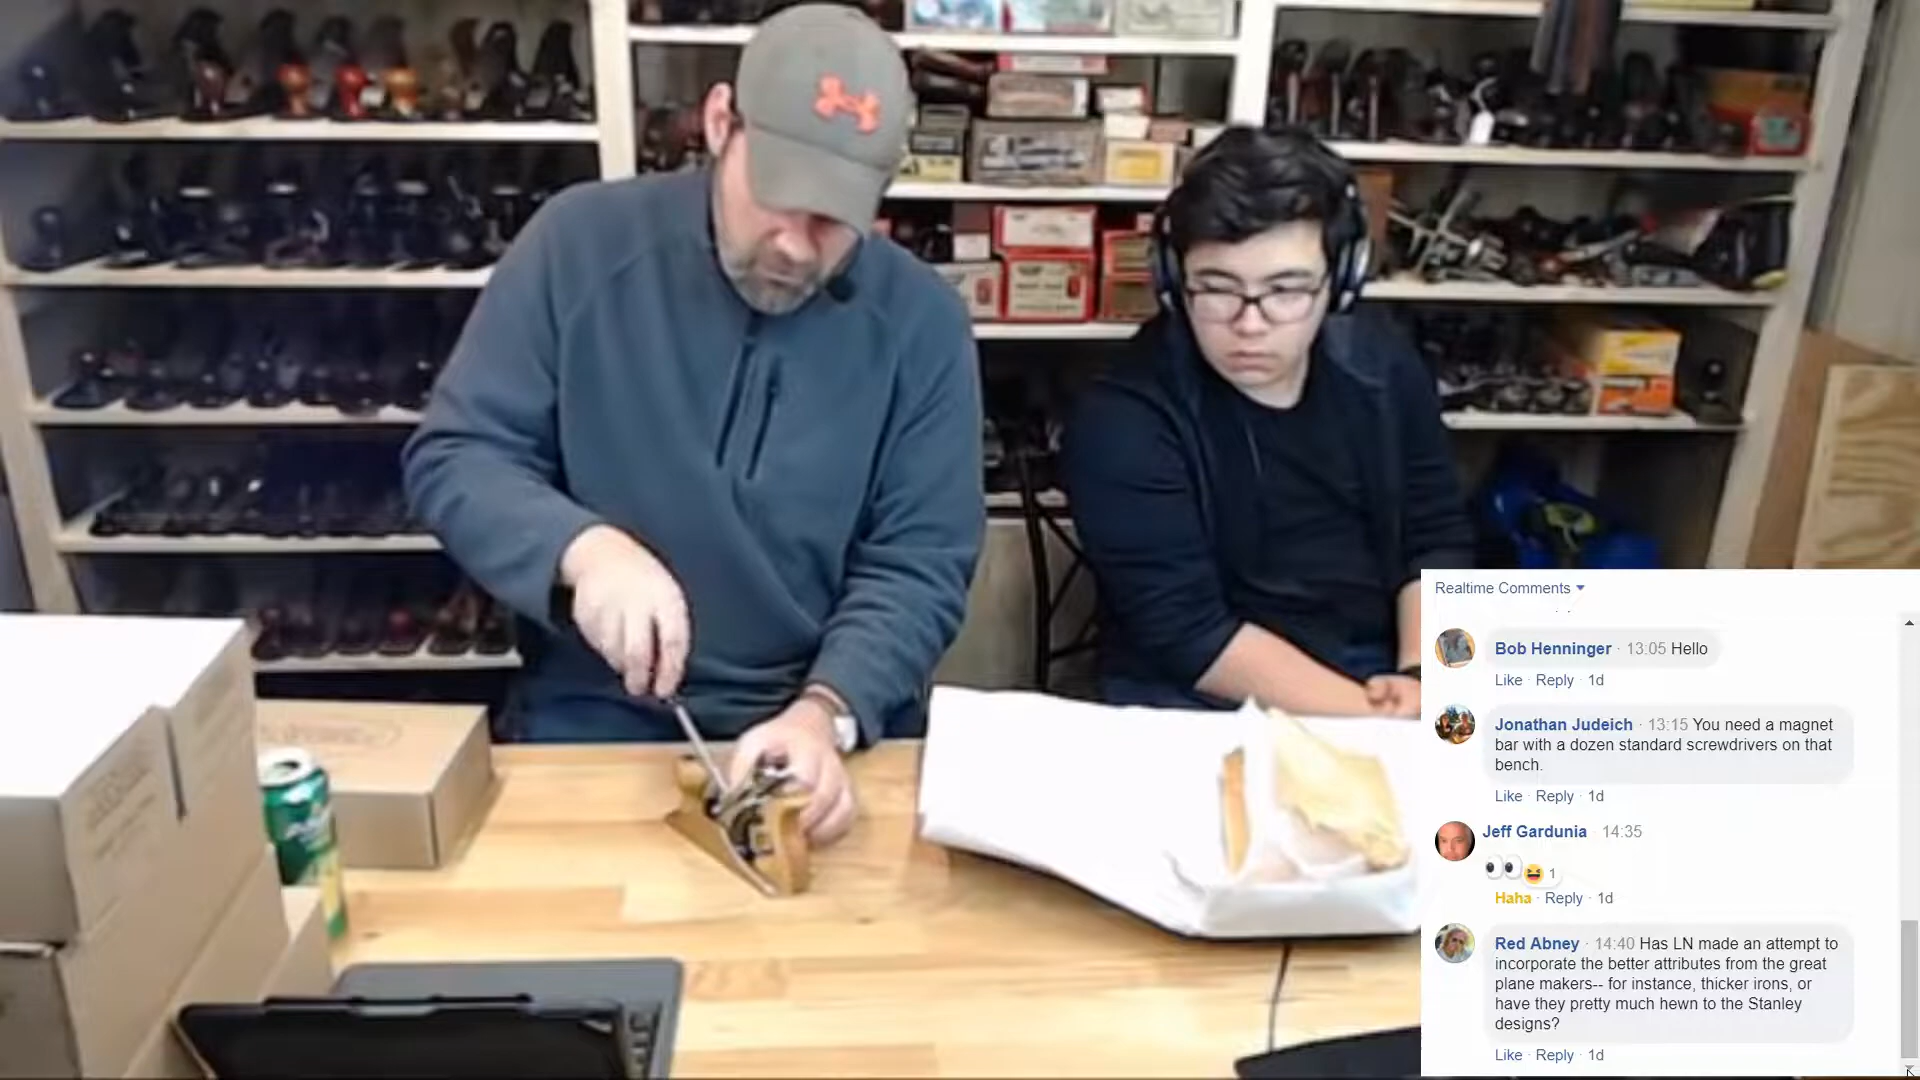 Realtime Comments
Bob Henninger · 13:05 Hello
Like · Reply · 1d
Jonathan Judeich · 13:15 You need a magnet
bar with a dozen standard screwdrivers on that
bench.
Like · Reply · 1d
Jeff Gardunia · 14:35
1
Haha · Reply · 1d
Red Abney · 14:40 Has LN made an attempt to
incorporate the better attributes from the great
plane makers-- for instance, thicker irons, or
have they pretty much hewn to the Stanley
designs?
Like · Reply · 1d